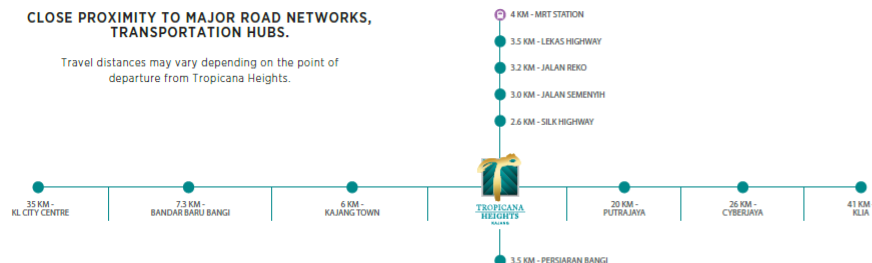 CLOSE PROXIMITY TO MAJOR ROAD NETWORKS,
TRANSPORTATION HUBS.
Travel distances may vary depending on the point of
departure from Tropicana Heights.
4 KM - MRT STATION
3.5 KM - LEKAS HIGHWAY
3.2 KM - JALAN REKO
3.0 KM - JALAN SEMENYIH
2.6 KM - SILK HIGHWAY
35 KM -
KL CITY CENTRE
7.3 KM -
BANDAR BARU BANGI
6 KM -
KAJANG TOWN
TROPICANA
HEIGHTS
KAJANG
20 KM -
PUTRAJAYA
26 KM -
CYBERJAYA
41 KM
KLIA
3.5 KM - PERSIARAN BANGI